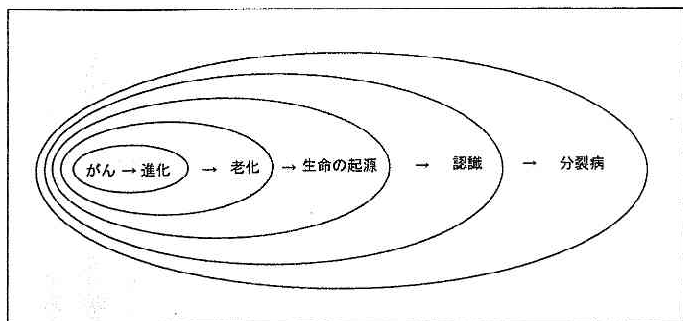 がん → 進化 → 老化 → 生命の起源 → 認識 → 分裂病